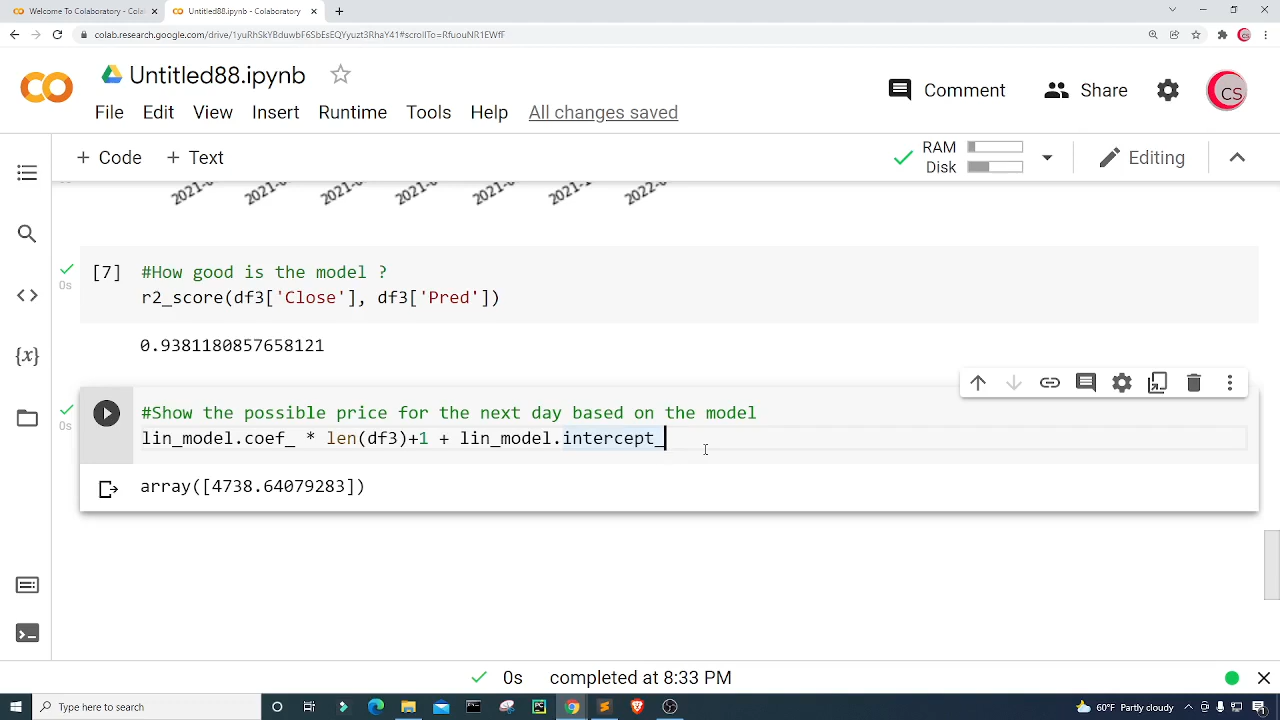 Welcome To Colaboratory - Colab
Untitled88.ipynb - Colaboratory
colab.research.google.com/drive/1yuRhSkYBduwbF6SbEsEQYyuzt3RhaY41#scrollTo=RfuouNR1EWfF
Untitled88.ipynb
Comment
Share
CS
File Edit View Insert Runtime Tools Help All changes saved
+ Code + Text
RAM
Disk
Editing
[7] #How good is the model ?
0s
r2_score(df3['Close'], df3['Pred'])
0.9381180857658121
#Show the possible price for the next day based on the model
0s
lin_model.coef_ * len(df3)+1 + lin_model.intercept_
array([4738.64079283])
{x}
0s completed at 8:33 PM
Type here to search
60°F Partly cloudy